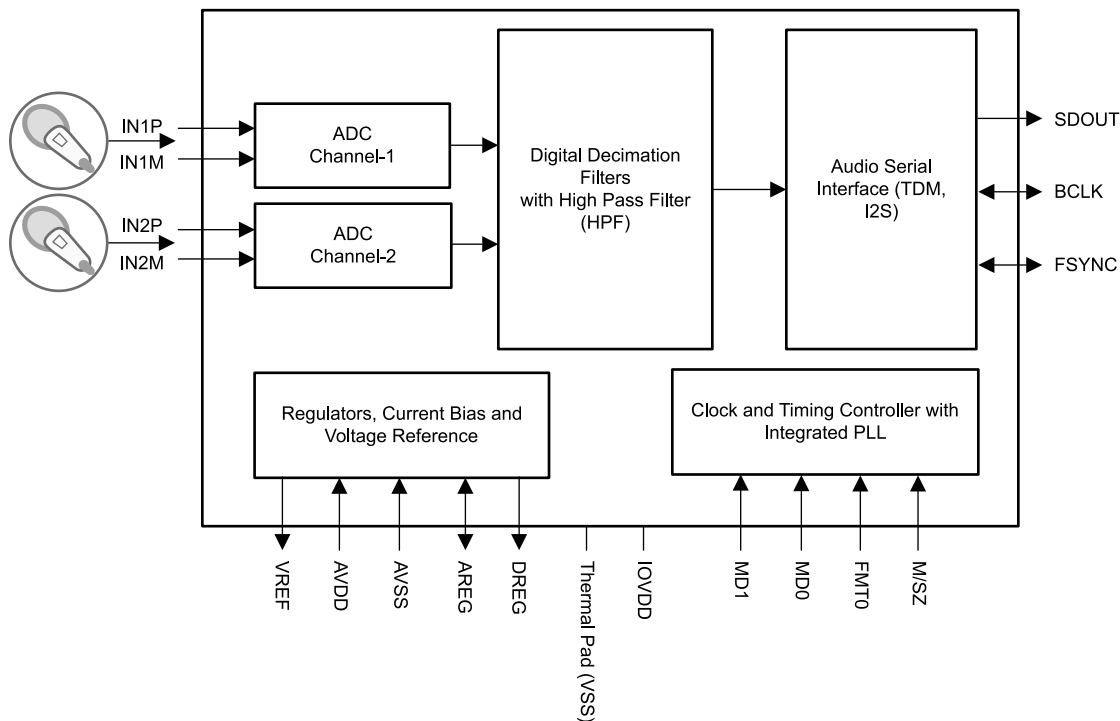 IN1P
IN1M
IN2P
IN2M
ADC
Channel-1
ADC
Channel-2
Digital Decimation
Filters
with High Pass Filter
(HPF)
Audio Serial
Interface (TDM,
I2S)
SDOUT
BCLK
FSYNC
Regulators, Current Bias and
Voltage Reference
Clock and Timing Controller with
Integrated PLL
VREF
AVDD
AVSS
AREG
DREG
Thermal Pad (VSS)
IOVDD
MD1
MD0
FMT0
M/SZ